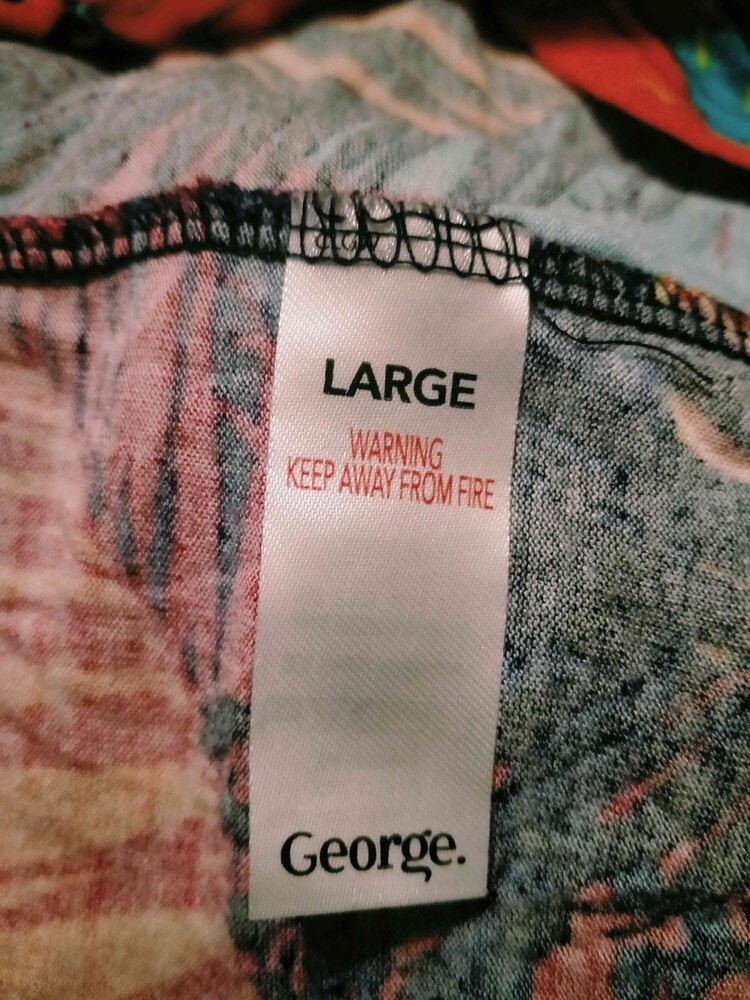 LARGE
WARNING
KEEP AWAY FROM FIRE
George.